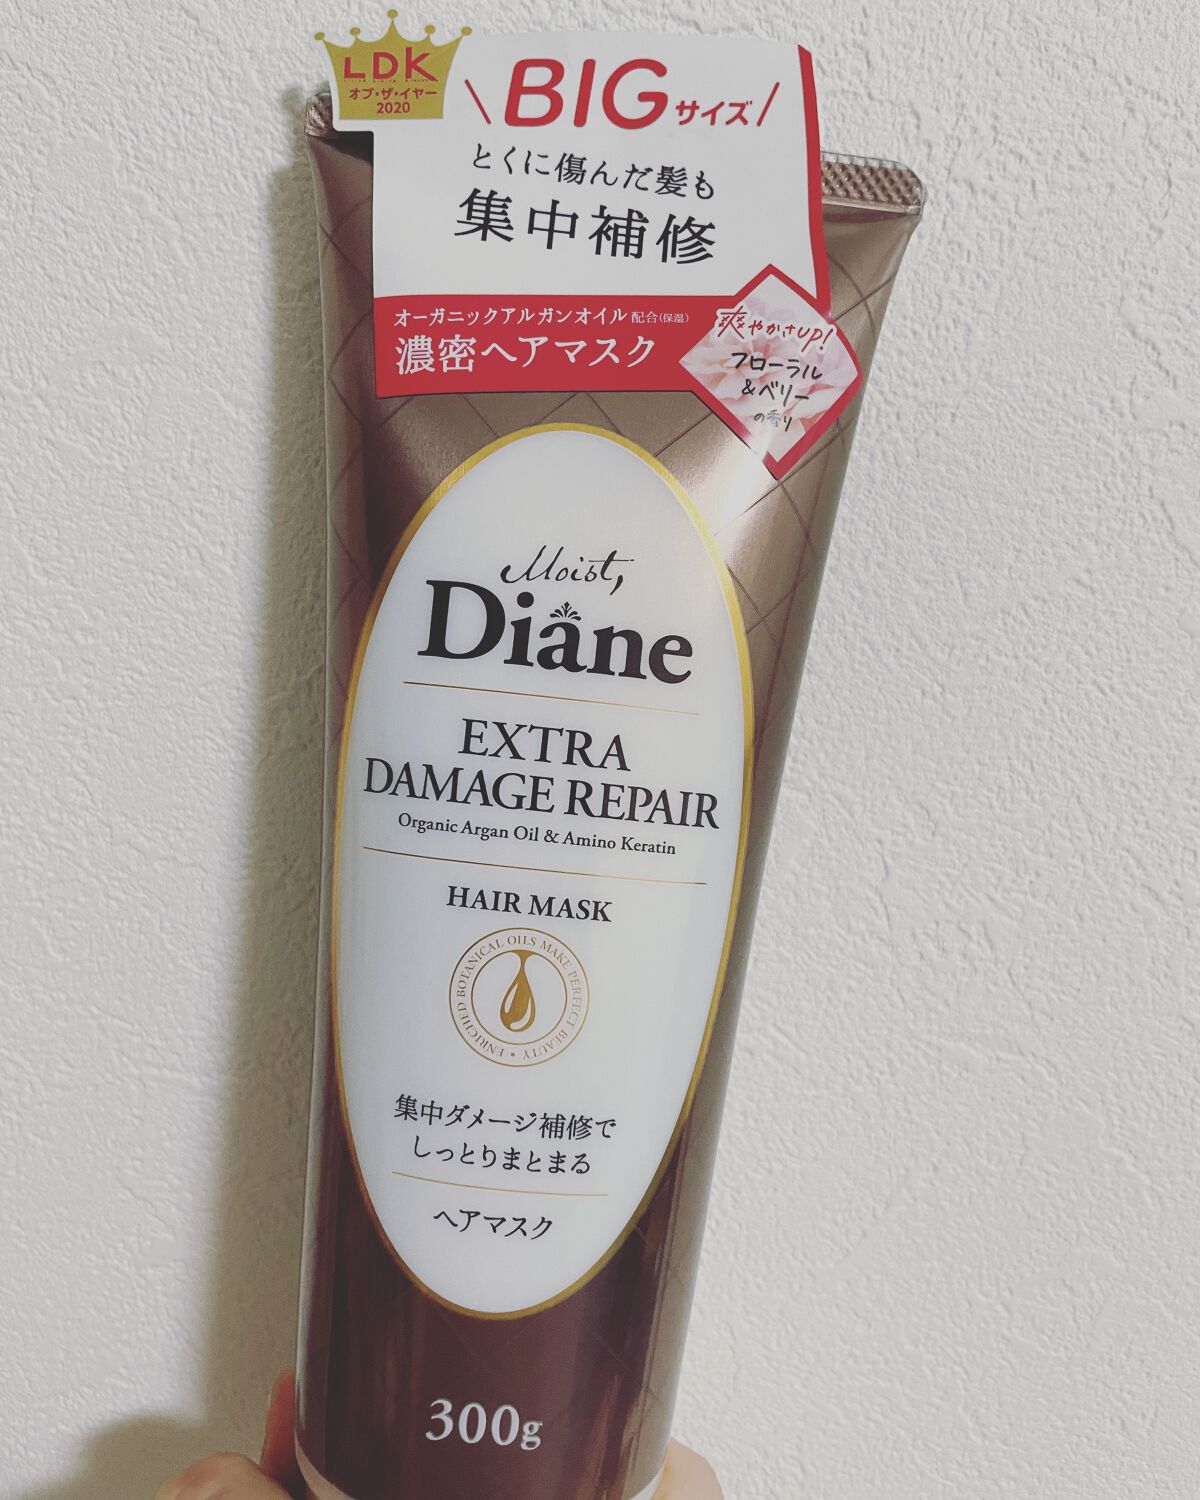 LDK
オブ・ザ・イヤー
2020
BIGサイズ
とくに傷んだ髪も
集中補修
オーガニックアルガンオイル配合(保湿)
濃密ヘアマスク
爽やかさUP!
フローラル
&ベリー
の香り
Moist,
Diane
EXTRA
DAMAGE REPAIR
Organic Argan Oil & Amino Keratin
HAIR MASK
ENRICHED BOTANICAL OILS MAKE PERFECT BEAUTY
集中ダメージ補修で
しっとりまとまる
ヘアマスク
300g